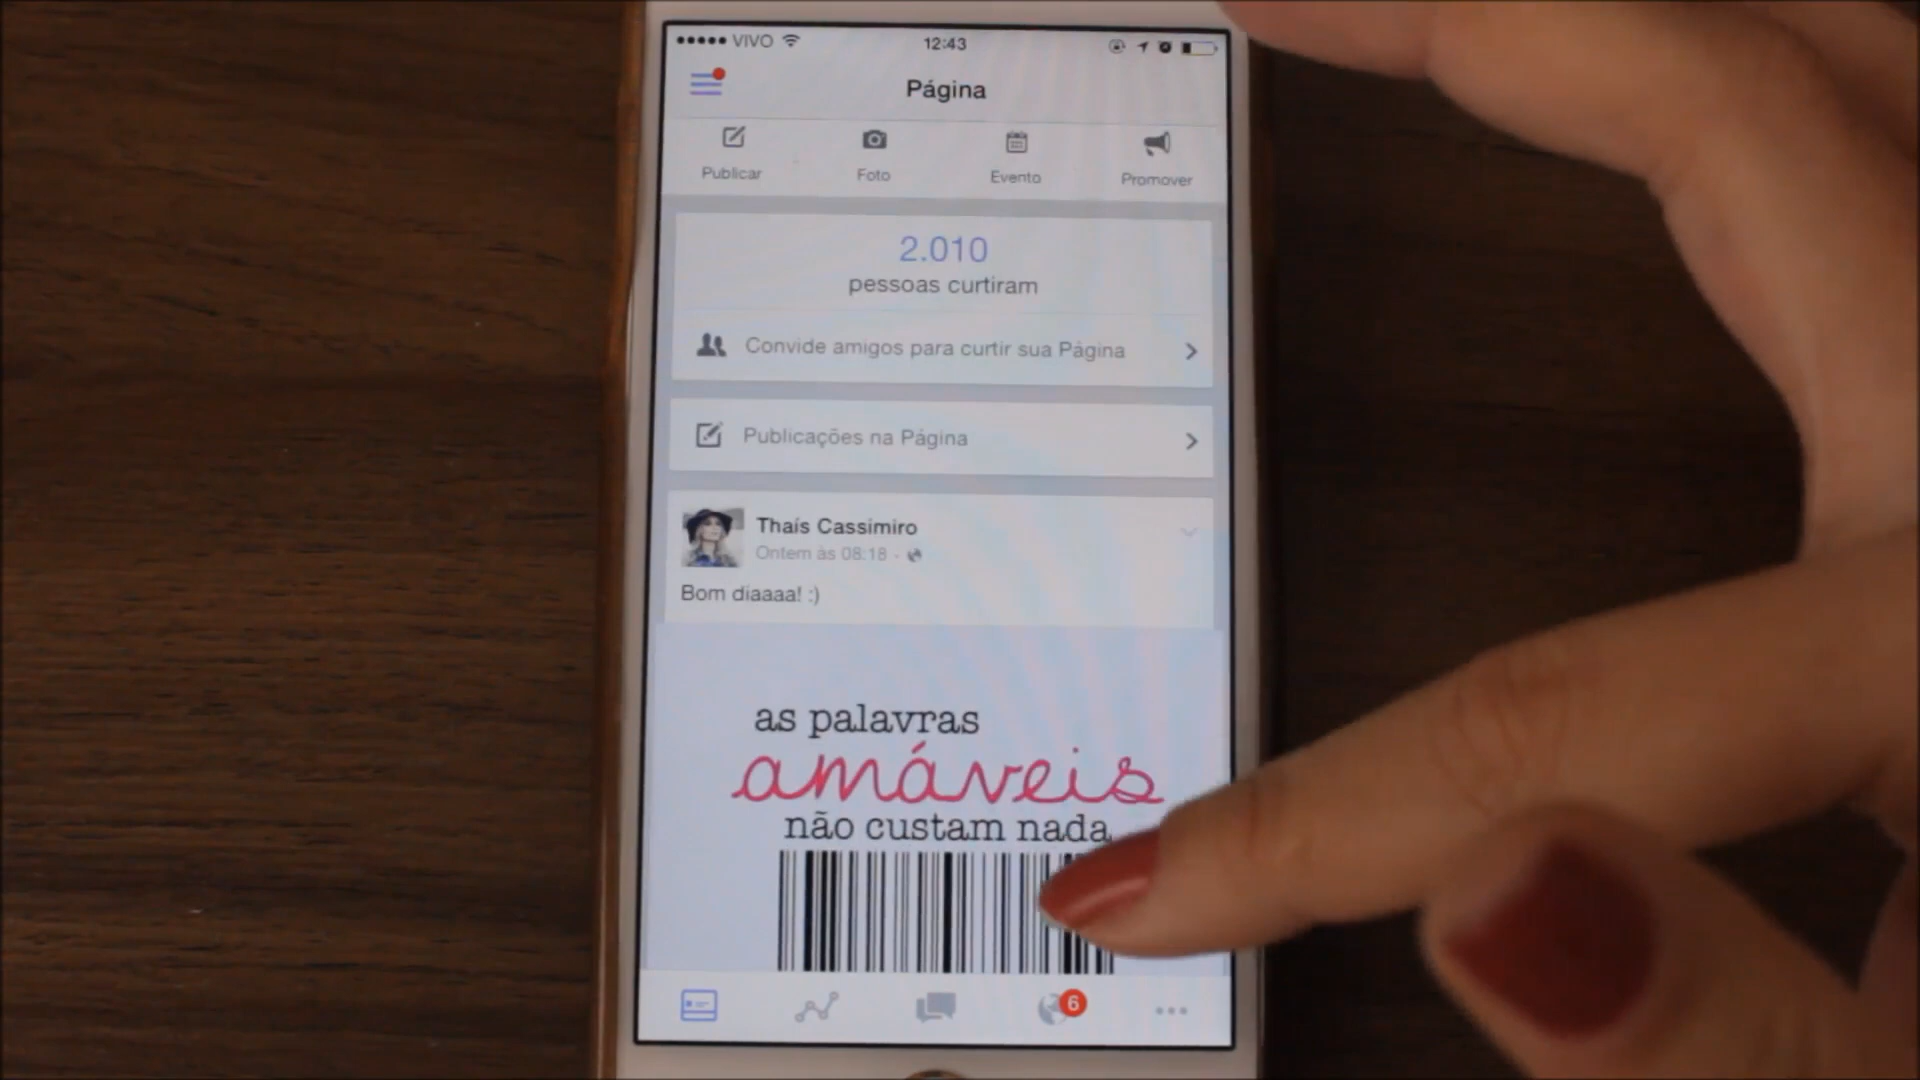 VIVO
12:43
Página
Publicar
Foto
Evento
Promover
2.010
pessoas curtiram
Convide amigos para curtir sua Página
Publicações na Página
Thaís Cassimiro
Ontem às 08:18 ·
Bom diaaaa! :)
as palavras
amáveis
não custam nada
6